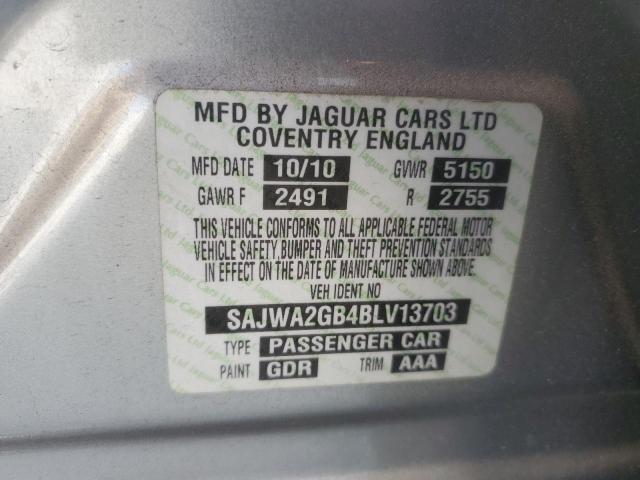 MFD BY JAGUAR CARS LTD
COVENTRY ENGLAND
MFD DATE 10/10 GVWR 5150
GAWR F 2491 R 2755
THIS VEHICLE CONFORMS TO ALL APPLICABLE FEDERAL MOTOR
VEHICLE SAFETY,BUMPER AND THEFT PREVENTION STANDARDS
IN EFFECT ON THE DATE OF MANUFACTURE SHOWN ABOVE.
VEH IDENT NO
SAJWA2GB4BLV13703
TYPE PASSENGER CAR
PAINT GDR TRIM AAA